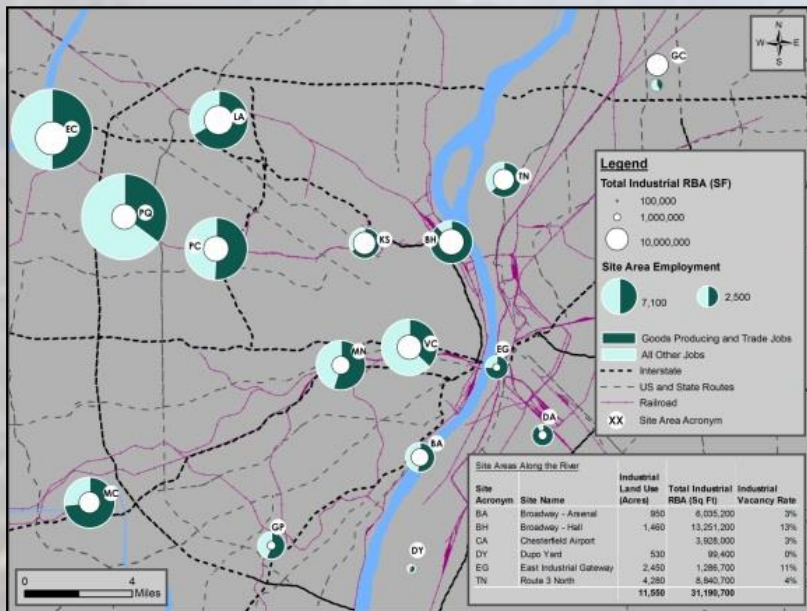 N
W E
S
GC
EC
LA
PQ
TN
PC
KS
BH
VC
MN
EG
DA
BA
MC
GP
DY
Legend
Total Industrial RBA (SF)
100,000
1,000,000
10,000,000
Site Area Employment
7,100
2,500
Goods Producing and Trade Jobs
All Other Jobs
Interstate
US and State Routes
Railroad
XX Site Area Acronym
Site Areas Along the River
Site Acronym Site Name Industrial Land Use (Acres) Total Industrial RBA (Sq Ft) Industrial Vacancy Rate
BA Broadway - Arsenal 950 6,035,200 3%
BH Broadway - Hall 1,460 13,251,200 13%
CA Chesterfield Airport 3,928,000 3%
DY Dupo Yard 530 99,400 0%
EG East Industrial Gateway 2,450 1,286,700 11%
TN Route 3 North 4,280 8,840,700 4%
11,550 31,190,700
0 4
Miles